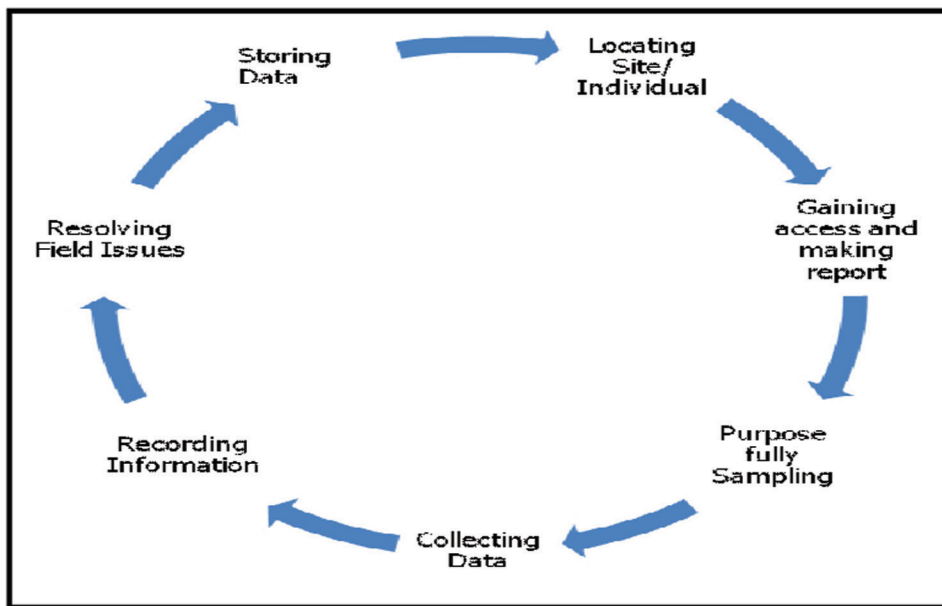 Locating
Site/
Individual
Gaining
access and
making
report
Purpose
fully
Sampling
Collecting
Data
Recording
Information
Resolving
Field Issues
Storing
Data